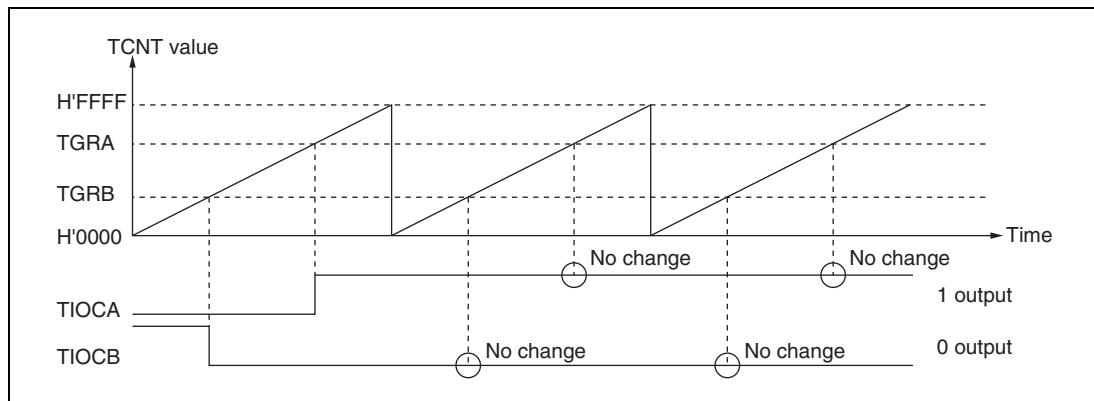 TCNT value
H'FFFF
TGRA
TGRB
H'0000
Time
No change No change
1 output
TIOCA
No change No change
0 output
TIOCB